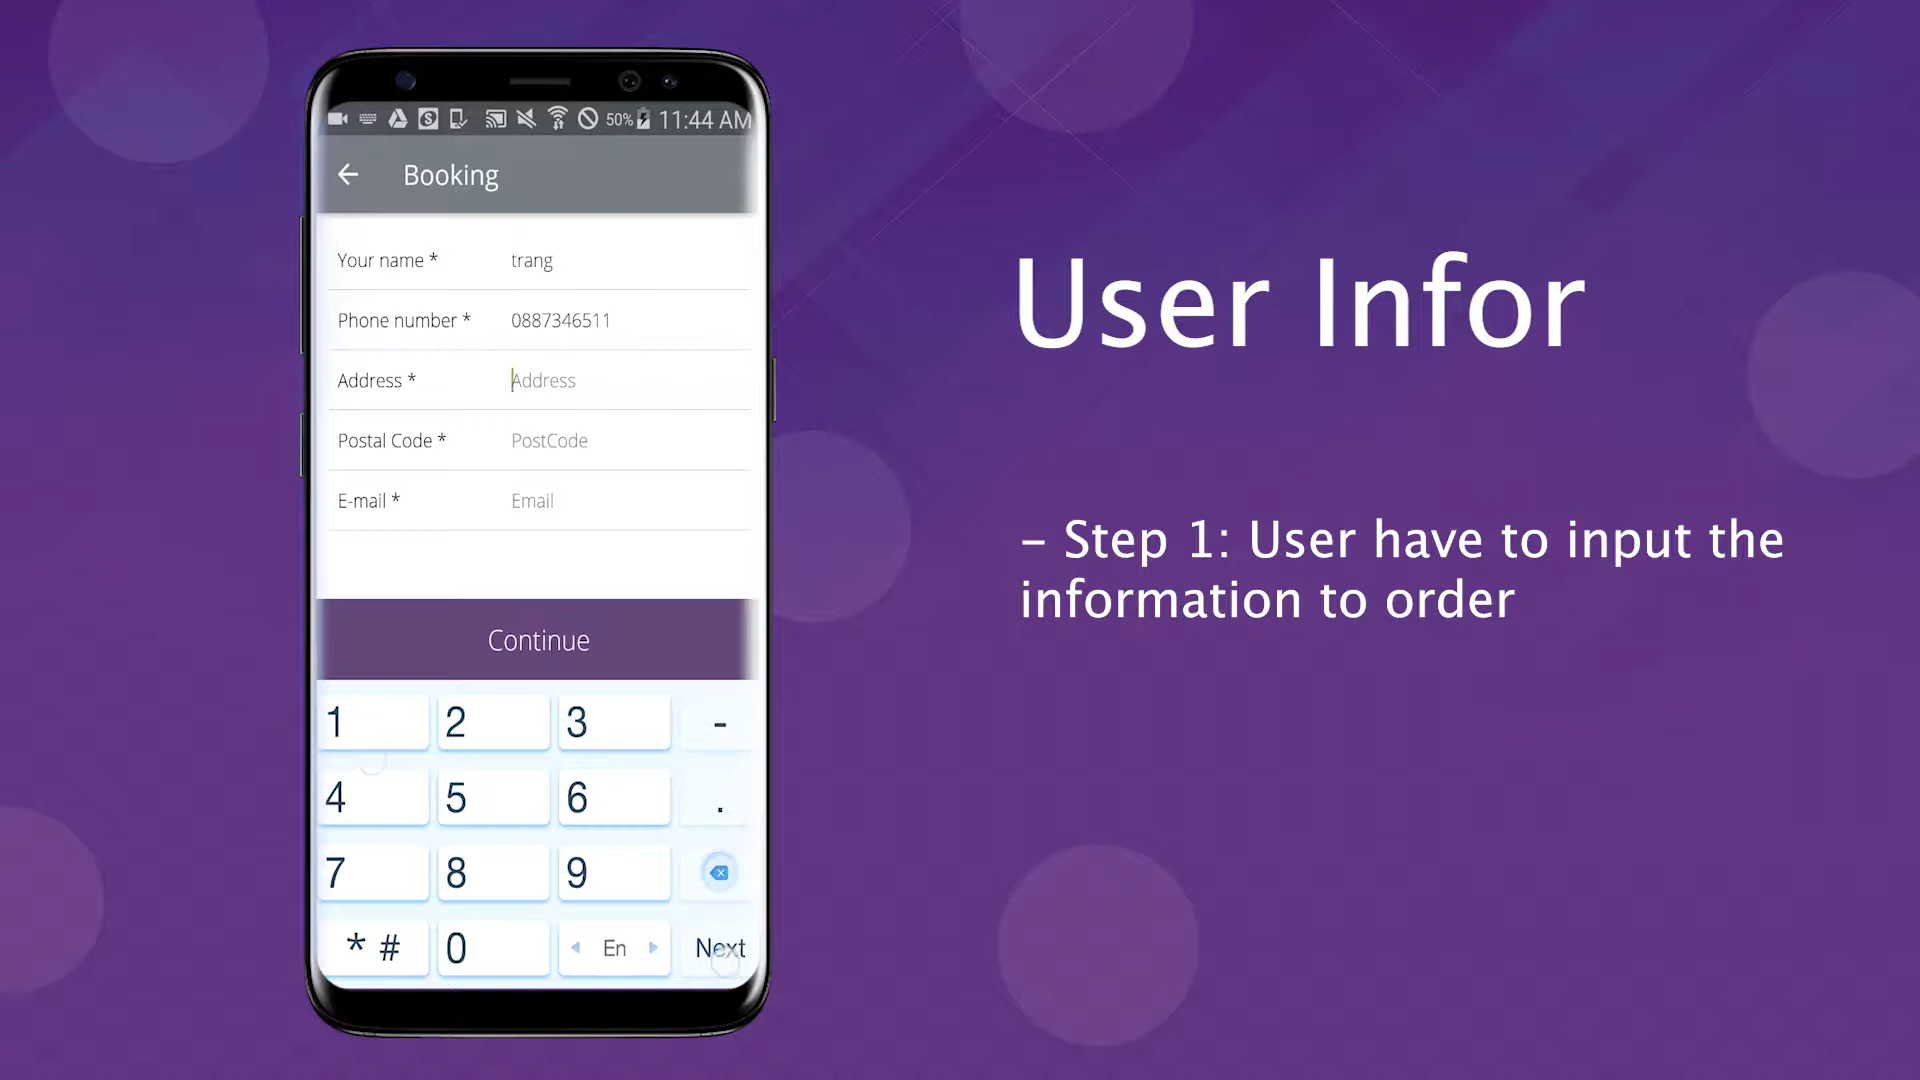 50% 11:44 AM
Booking
Your name * trang
Phone number * 0887346511
Address * Address
Postal Code * PostCode
E-mail * Email
Continue
1 2 3 -
4 5 6 .
7 8 9
* # 0 En Next
User Infor
- Step 1: User have to input the
information to order